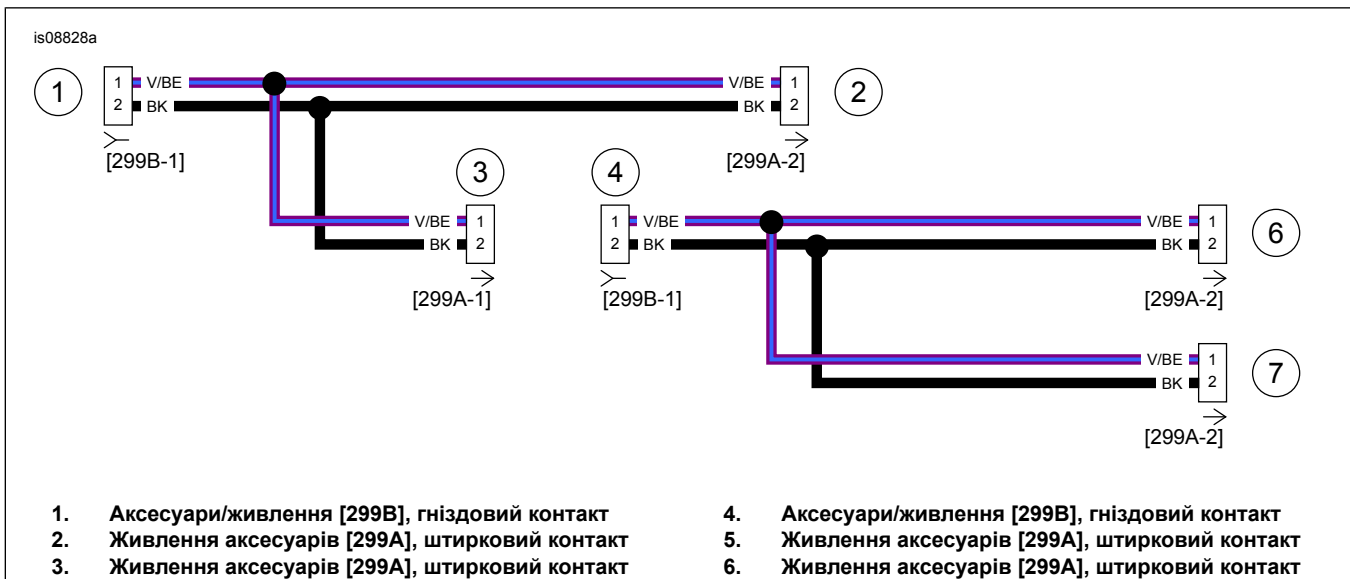 is08828a
1
1 V/BE V/BE 1
2 BK BK 2
2
[299B-1]
[299A-2]
3
4
V/BE 1
BK 2
[299A-1]
1 V/BE V/BE 1
2 BK BK 2
6
[299B-1]
[299A-2]
V/BE 1
BK 2
7
[299A-2]
1. Аксесуари/живлення [299B], гніздовий контакт
2. Живлення аксесуарів [299A], штирковий контакт
3. Живлення аксесуарів [299A], штирковий контакт
4. Аксесуари/живлення [299B], гніздовий контакт
5. Живлення аксесуарів [299A], штирковий контакт
6. Живлення аксесуарів [299A], штирковий контакт